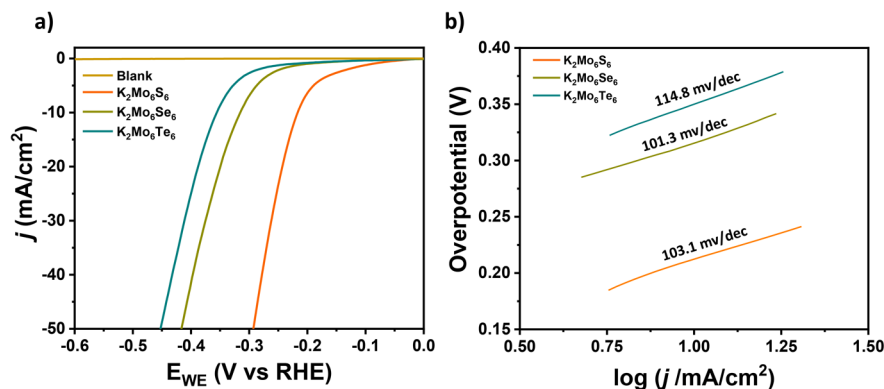 a)
0
-10
-20
-30
-40
-50
j (mA/cm²)
Blank
K₂Mo₆S₆
K₂Mo₆Se₆
K₂Mo₆Te₆
-0.6
-0.5
-0.4
-0.3
-0.2
-0.1
0.0
E_WE (V vs RHE)
b)
0.40
0.35
0.30
0.25
0.20
0.15
Overpotential (V)
K₂Mo₆S₆
K₂Mo₆Se₆
K₂Mo₆Te₆
114.8 mv/dec
101.3 mv/dec
103.1 mv/dec
0.50
0.75
1.00
1.25
1.50
log (j /mA/cm²)